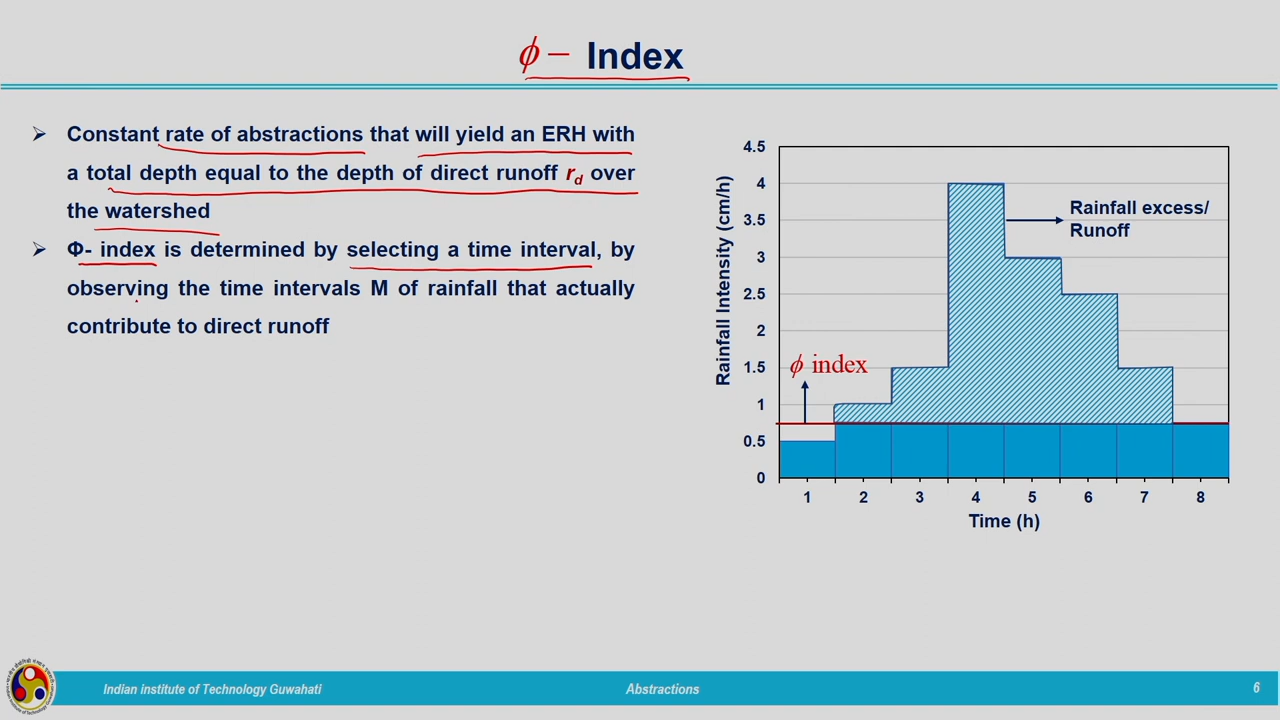 ϕ – Index
➢ Constant rate of abstractions that will yield an ERH with
a total depth equal to the depth of direct runoff r_d over
the watershed
➢ Φ- index is determined by selecting a time interval, by
observing the time intervals M of rainfall that actually
contribute to direct runoff
Rainfall Intensity (cm/h)
4.5
4
3.5
3
2.5
2
1.5
1
0.5
0
Rainfall excess/
Runoff
ϕ index
1 2 3 4 5 6 7 8
Time (h)
Indian institute of Technology Guwahati
Abstractions
6